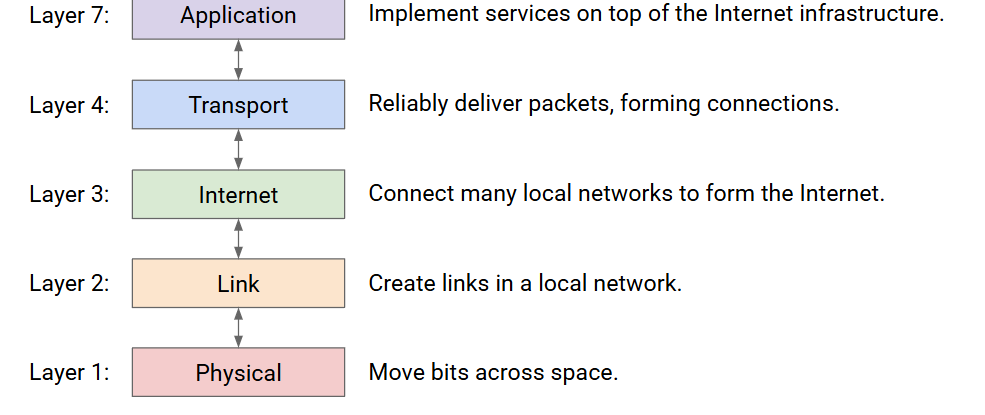 Layer 7: Application Implement services on top of the Internet infrastructure.
Layer 4: Transport Reliably deliver packets, forming connections.
Layer 3: Internet Connect many local networks to form the Internet.
Layer 2: Link Create links in a local network.
Layer 1: Physical Move bits across space.